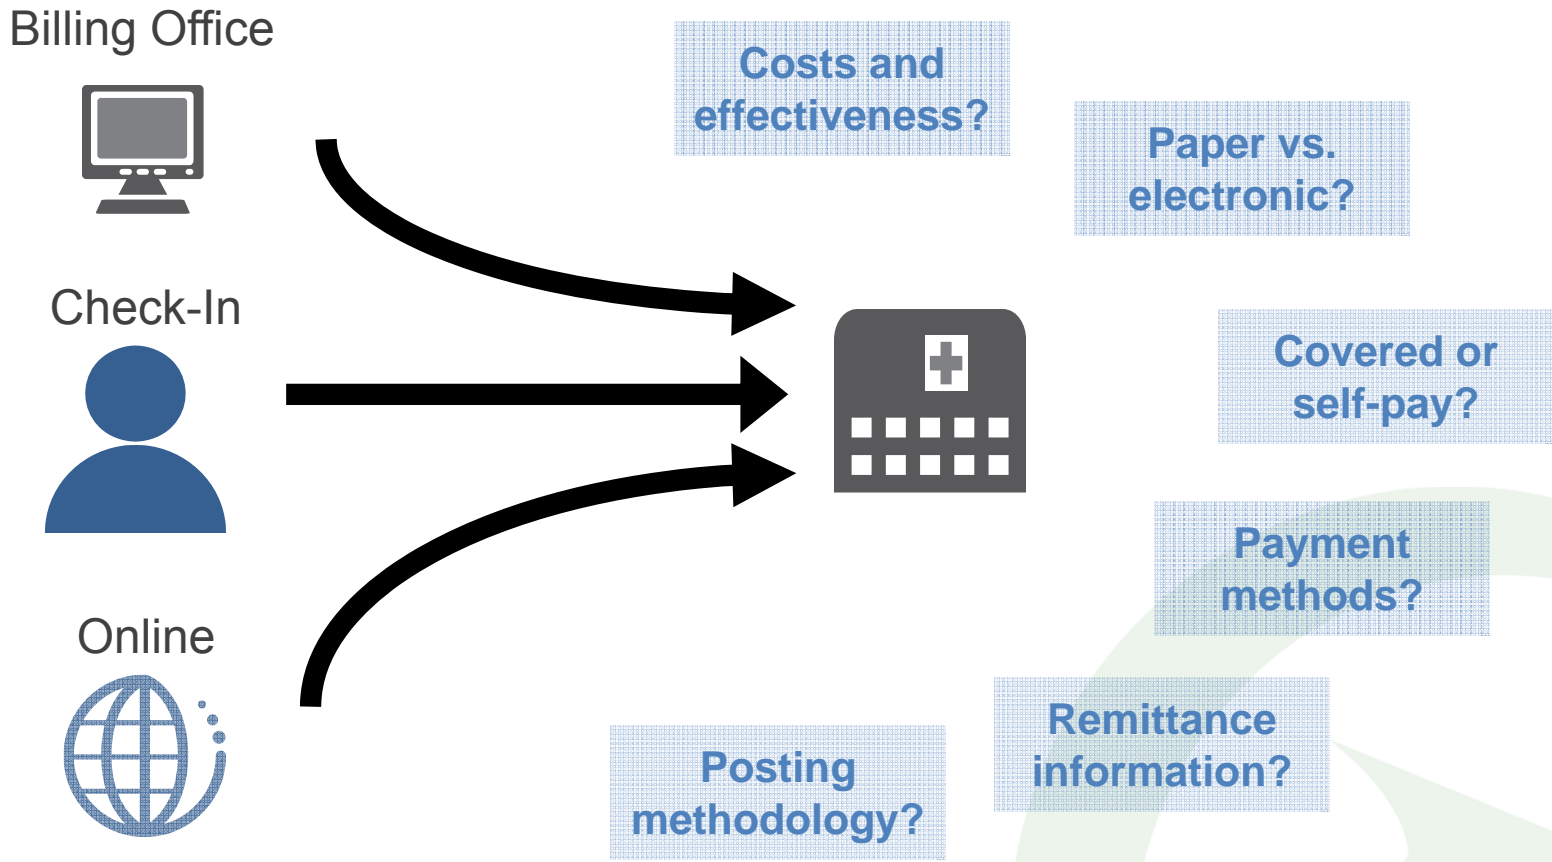 Billing Office
Check-In
Online
Costs and
effectiveness?
Paper vs.
electronic?
Covered or
self-pay?
Payment
methods?
Remittance
information?
Posting
methodology?